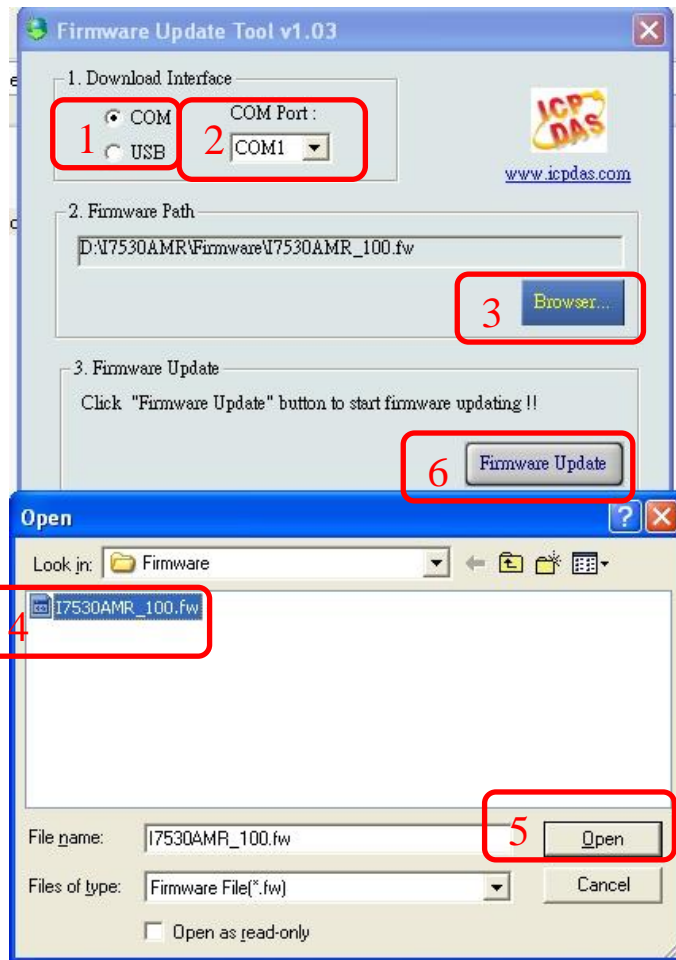 Firmware Update Tool v1.03
1. Download Interface
1
COM
USB
2
COM Port :
COM1
ICP
DAS
www.icpdas.com
2. Firmware Path
D:\I7530AMR\Firmware\I7530AMR_100.fw
3
Browser...
3. Firmware Update
Click "Firmware Update" button to start firmware updating !!
6
Firmware Update
Open
Look in: Firmware
4
I7530AMR_100.fw
File name: I7530AMR_100.fw
5
Open
Files of type: Firmware File(*.fw)
Cancel
Open as read-only